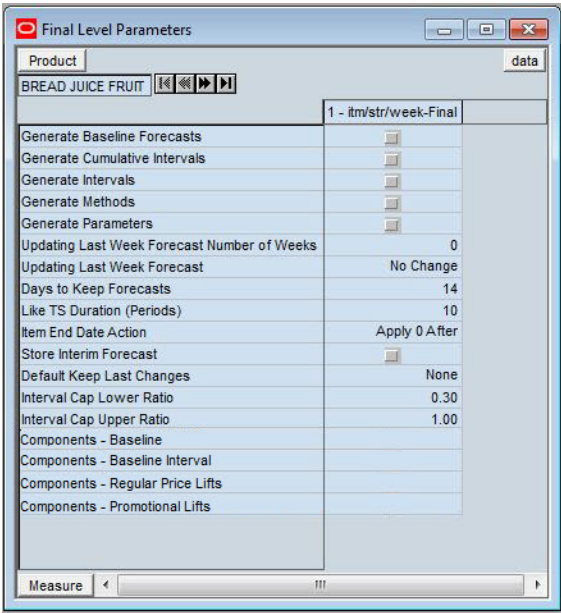 Final Level Parameters
Product
data
BREAD JUICE FRUIT
1 - itm/str/week-Final
Generate Baseline Forecasts
Generate Cumulative Intervals
Generate Intervals
Generate Methods
Generate Parameters
Updating Last Week Forecast Number of Weeks 0
Updating Last Week Forecast No Change
Days to Keep Forecasts 14
Like TS Duration (Periods) 10
Item End Date Action Apply 0 After
Store Interim Forecast
Default Keep Last Changes None
Interval Cap Lower Ratio 0.30
Interval Cap Upper Ratio 1.00
Components - Baseline
Components - Baseline Interval
Components - Regular Price Lifts
Components - Promotional Lifts
Measure